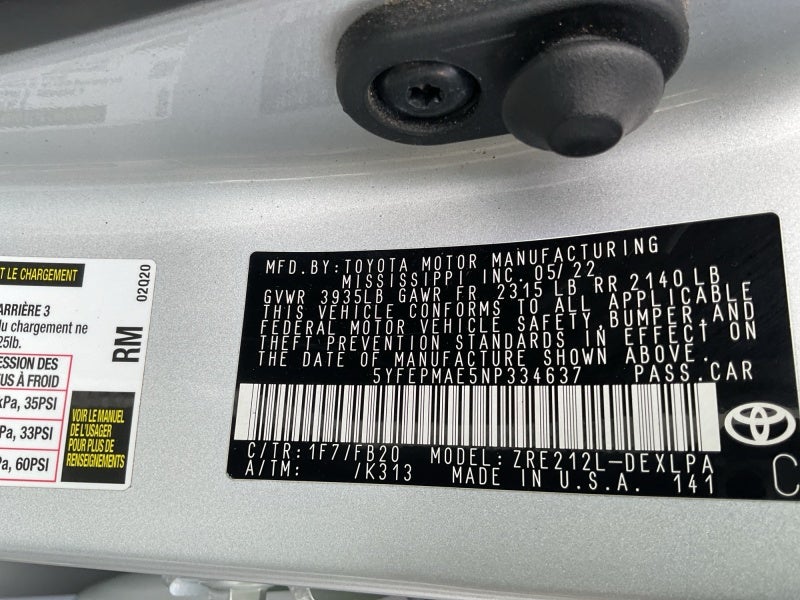 T LE CHARGEMENT
ARRIÈRE 3
du chargement ne
25lb.
ESSION DES
US À FROID
kPa, 35PSI
Pa, 33PSI
a, 60PSI
VOIR LE MANUEL
DE L'USAGER
POUR PLUS DE
RENSEIGNEMENTS
RM
02Q20
MFD.BY:TOYOTA MOTOR MANUFACTURING
MISSISSIPPI INC.05/22
GVWR 3935LB GAWR FR 2315 LB RR 2140 LB
THIS VEHICLE CONFORMS TO ALL APPLICABLE
FEDERAL MOTOR VEHICLE SAFETY,BUMPER,AND
THEFT PREVENTION STANDARDS IN EFFECT ON
THE DATE OF MANUFACTURE SHOWN ABOVE.
5YFEPMAE5NP334637 PASS.CAR
C/TR:1F7/FB20 MODEL: ZRE212L-DEXLPA
A/TM: /K313 MADE IN U.S.A. 141
C